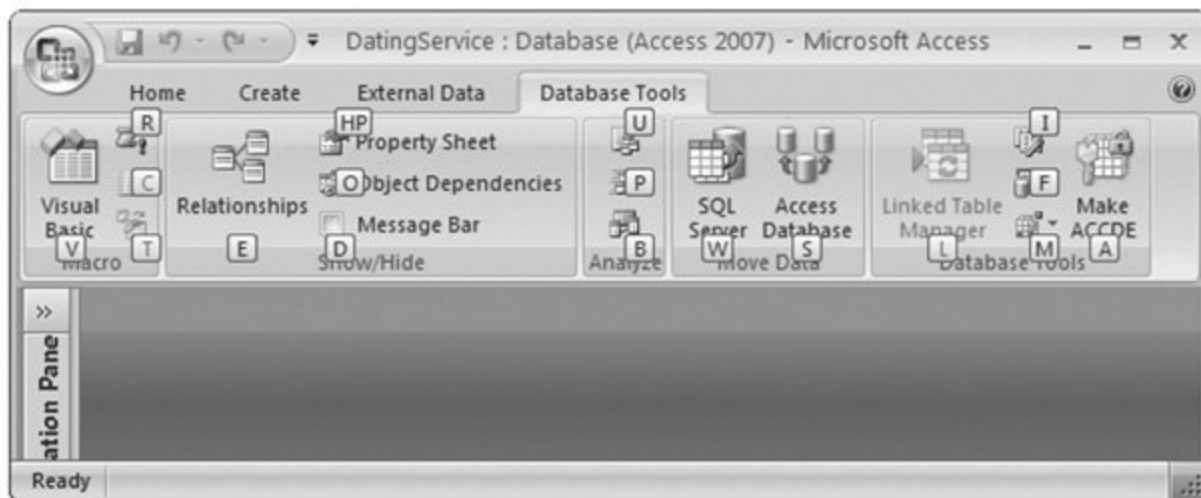 DatingService : Database (Access 2007) - Microsoft Access
Home Create External Data Database Tools
R HP U I
Property Sheet
C O Object Dependencies P F
Visual Basic Relationships Message Bar SQL Server Access Database Linked Table Manager Make ACCDE
V T E D B W S L M A
Macro Show/Hide Analyze Move Data Database Tools
»
ation Pane
Ready